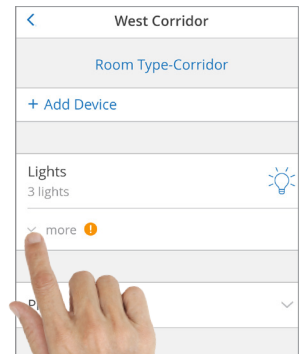 West Corridor
Room Type-Corridor
+ Add Device
Lights
3 lights
more